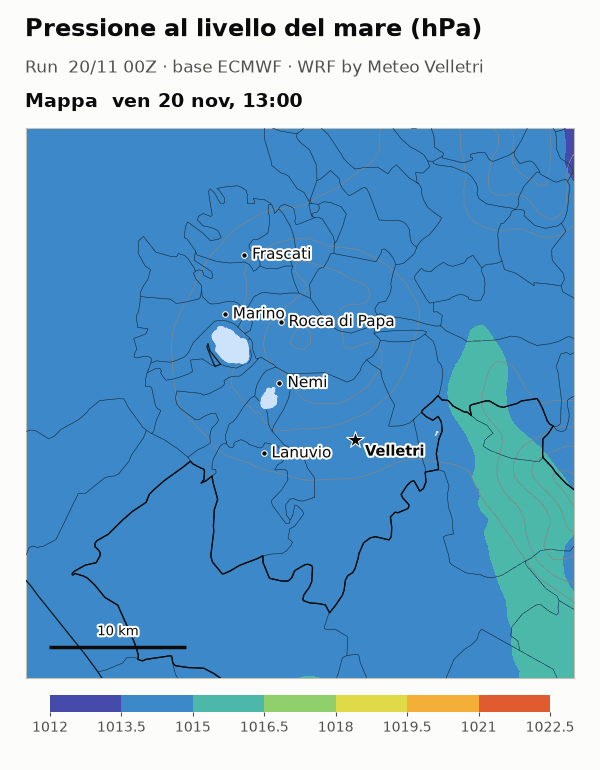 Pressione al livello del mare (hPa)
Run  20/11 00Z · base ECMWF · WRF by Meteo Velletri
Mappa  ven 20 nov, 13:00
Frascati
Marino
Rocca di Papa
Nemi
Velletri
Lanuvio
10 km
1012 1013.5 1015 1016.5 1018 1019.5 1021 1022.5